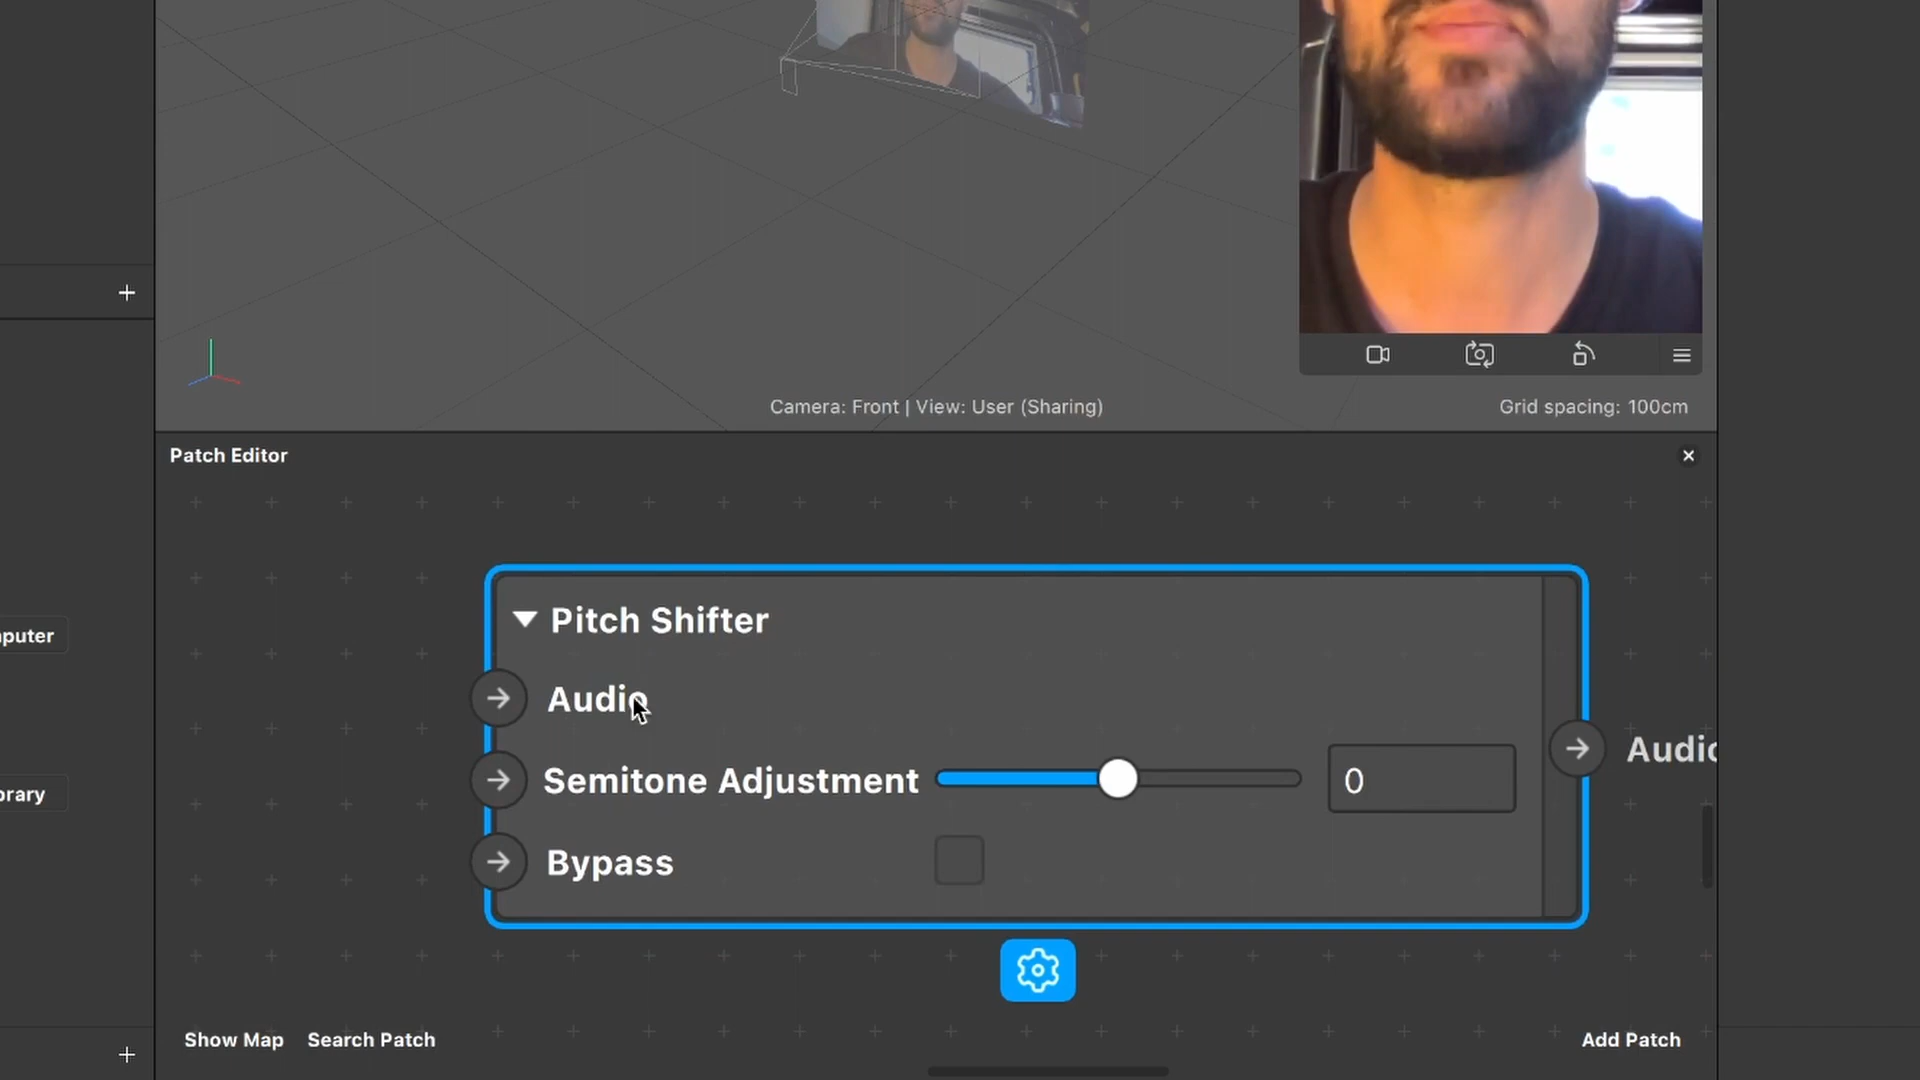 Camera: Front | View: User (Sharing)
Grid spacing: 100cm
Patch Editor
Pitch Shifter
Audio
Semitone Adjustment
0
Bypass
Audio
puter
rary
Show Map
Search Patch
Add Patch